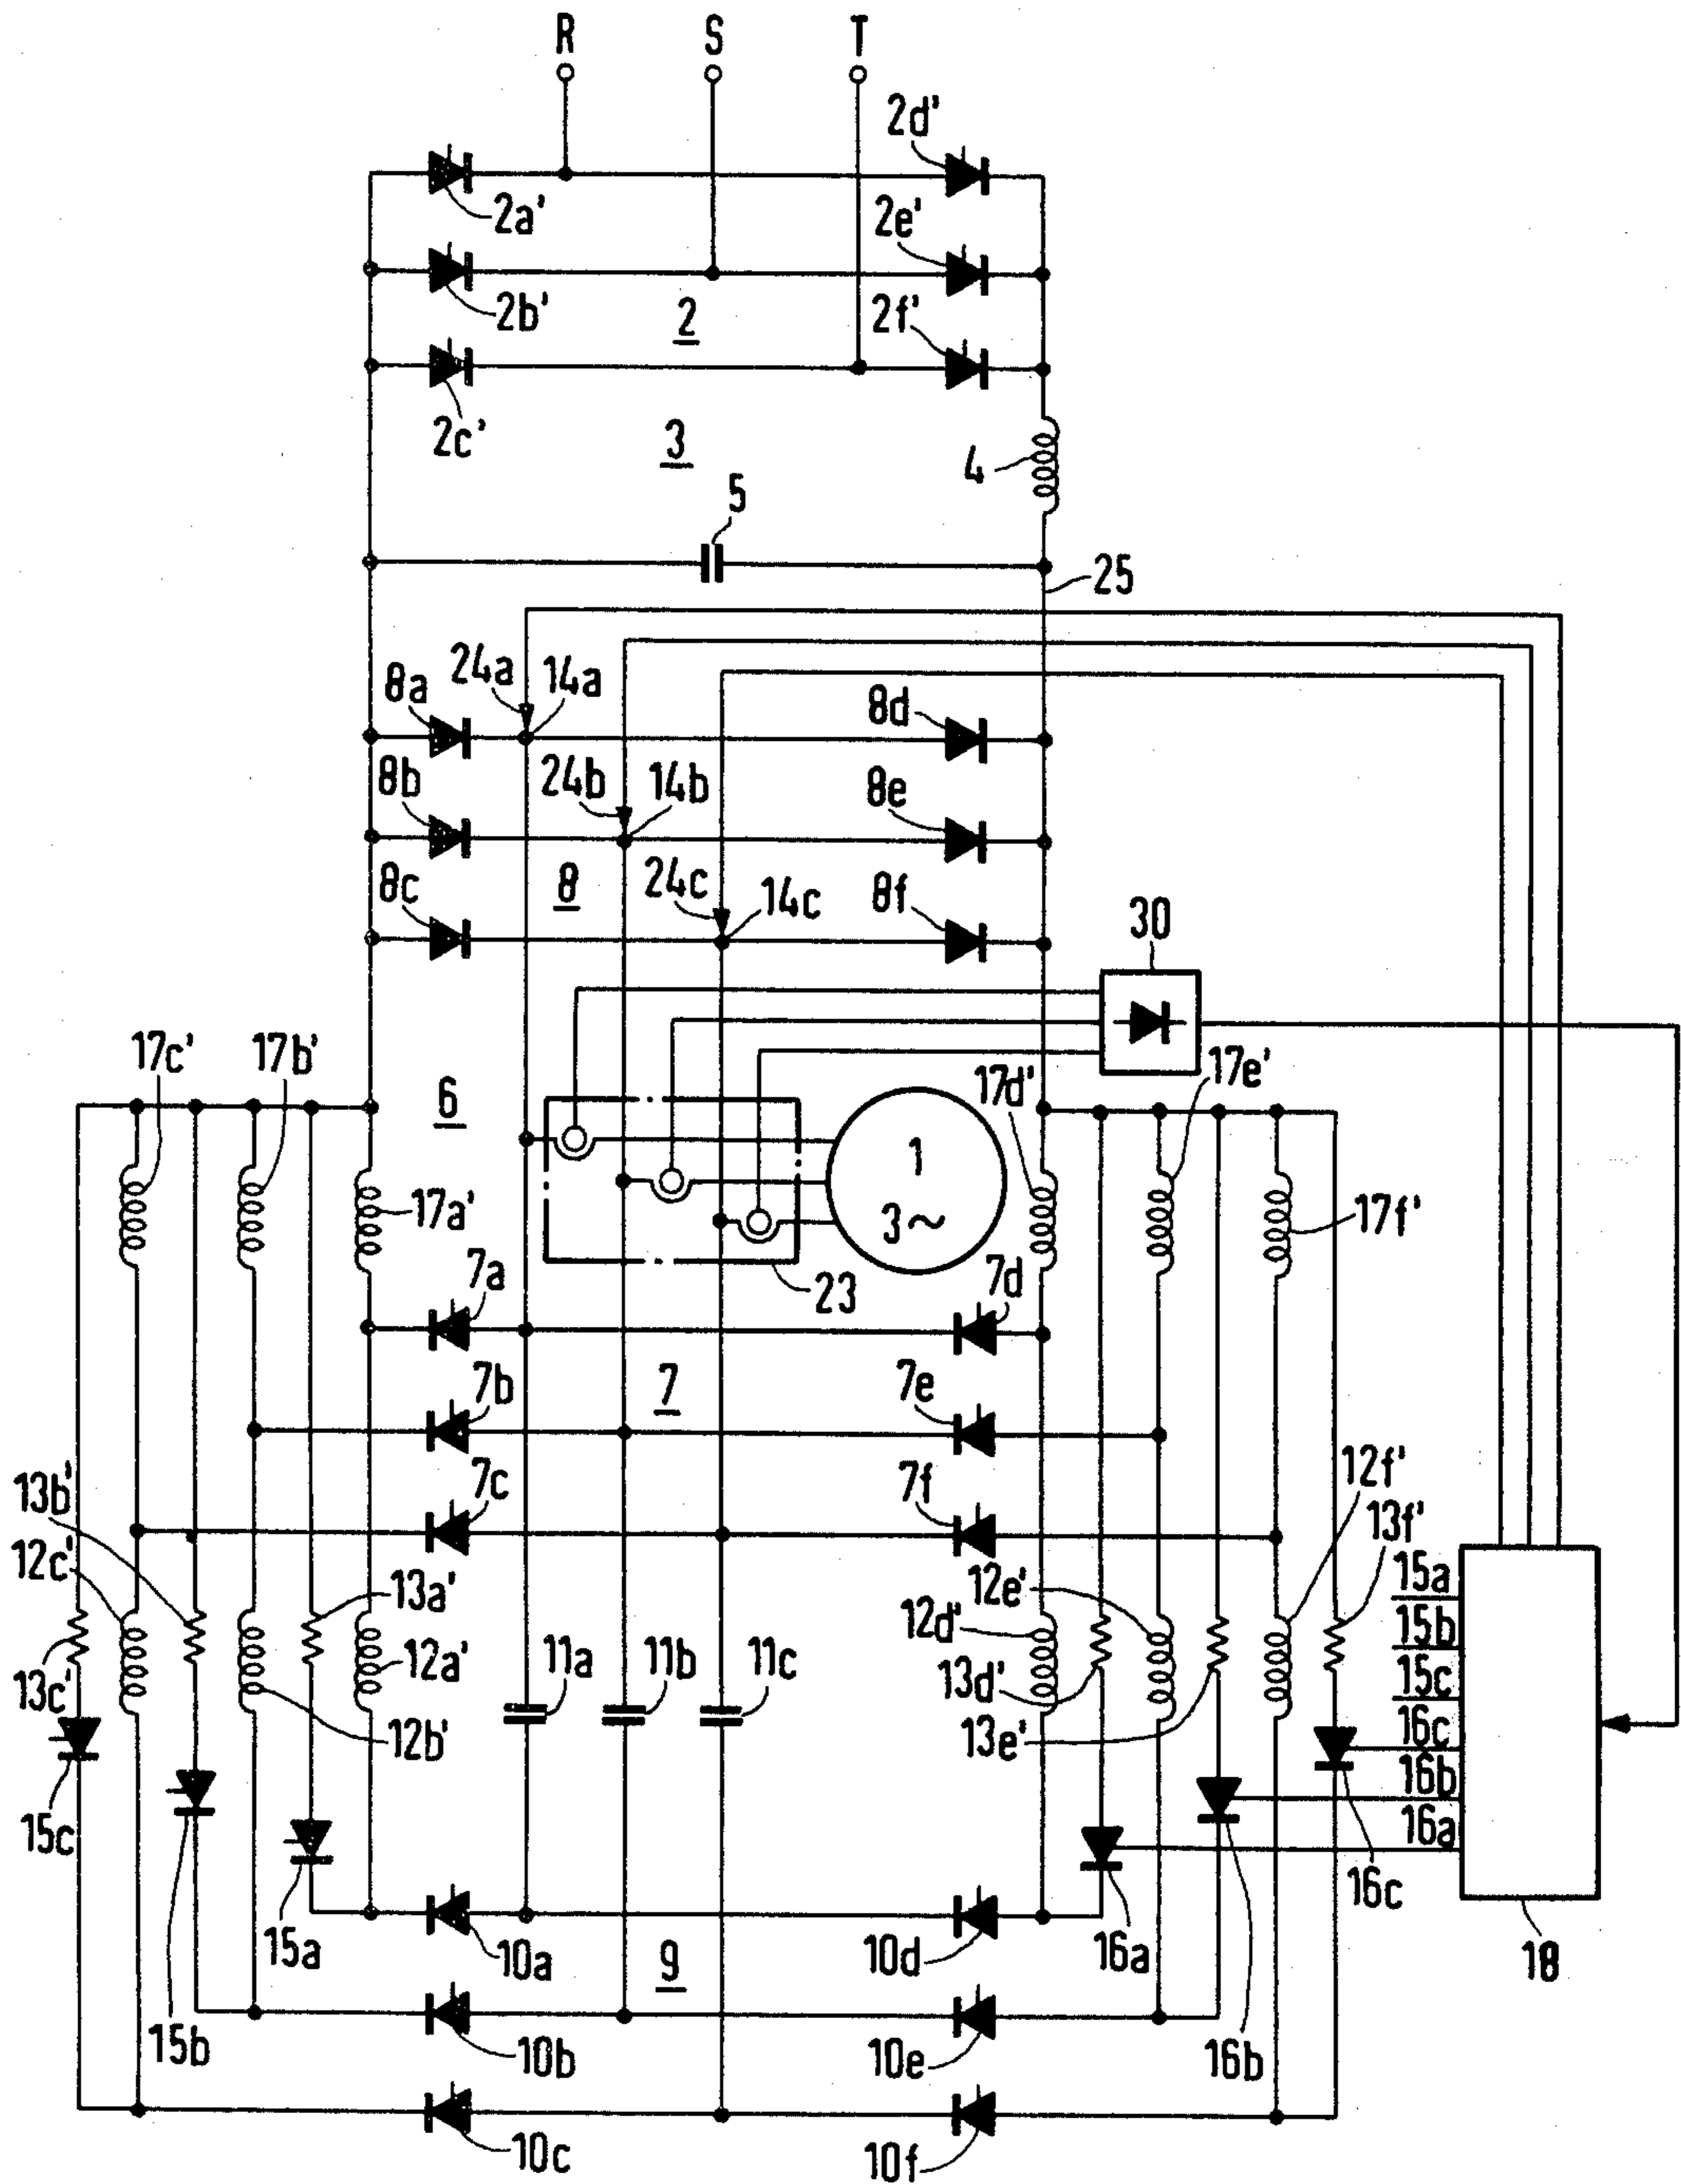 R S T
2d'
2a'
2e'
2b' 2 2f'
2c' 3 4
5
25
24a 14a
8a 8d
24b 14b
8b 8e
8c 8 24c 14c 8f
30
17c' 17b' 6 17d' 17e'
1
17a' 3~ 17f'
7a 23 7d
7b 7 7e
13b' 7c 7f 12f'
12c' 13a' 12e' 13f' 15a
12d' 15b
12a' 11a 11b 11c 15c
13c' 13d' 16c
12b' 13e' 16b
15c 16a
16c
15a 10a 9 10d 16a 18
15b 10b 10e 16b
10c 10f